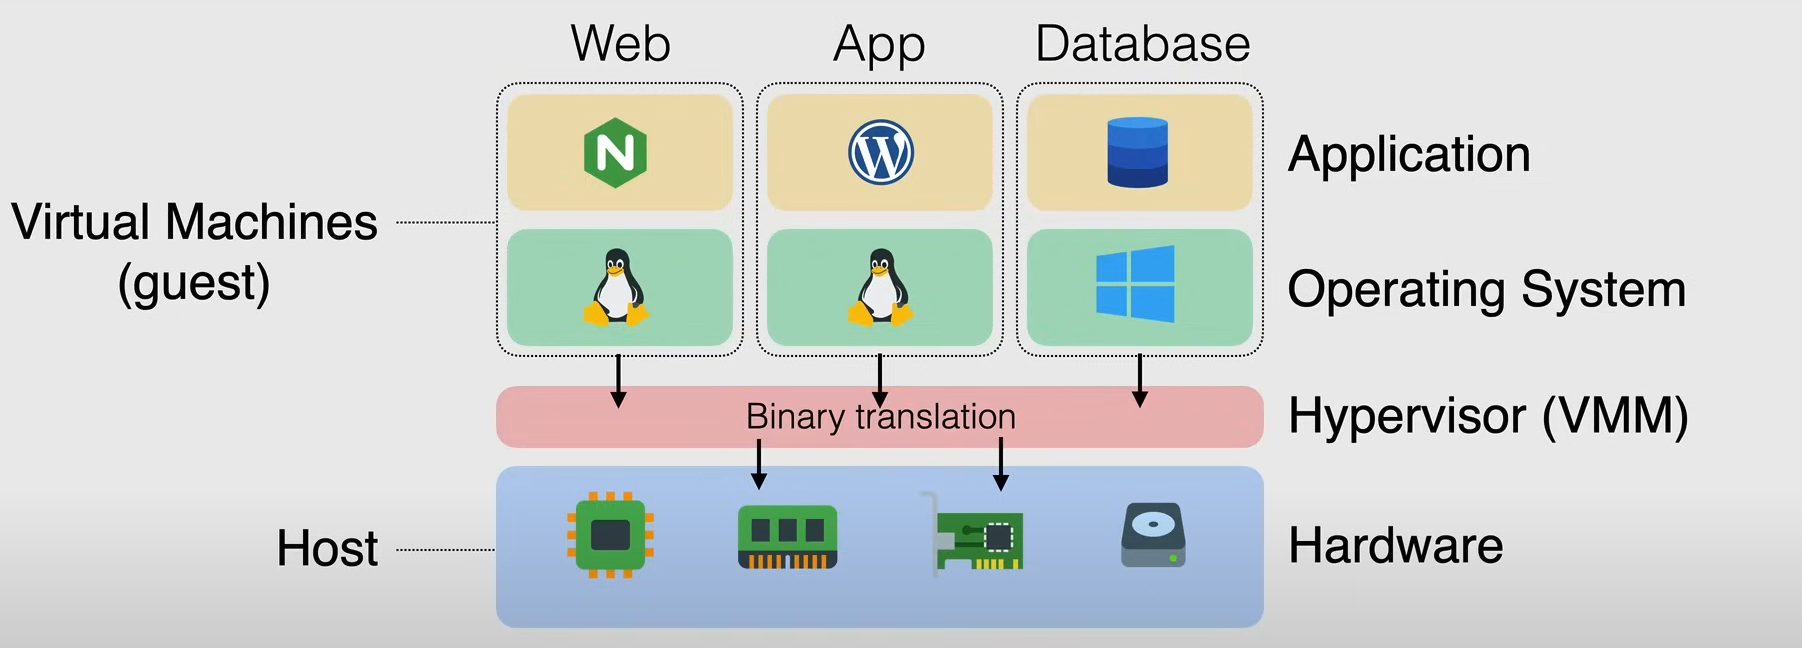 Web
App
Database
N
W
Application
Virtual Machines
(guest)
Operating System
Binary translation
Hypervisor (VMM)
Host
Hardware